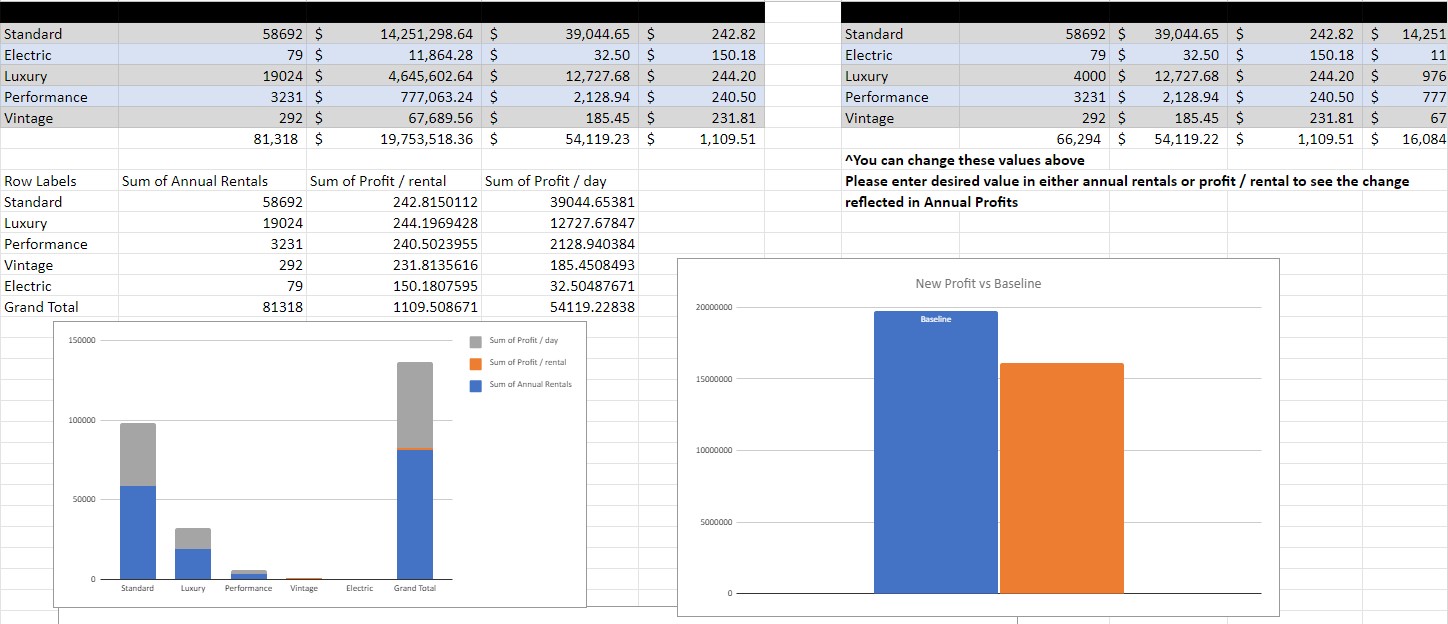 Standard 58692 $ 14,251,298.64 $ 39,044.65 $ 242.82
Electric 79 $ 11,864.28 $ 32.50 $ 150.18
Luxury 19024 $ 4,645,602.64 $ 12,727.68 $ 244.20
Performance 3231 $ 777,063.24 $ 2,128.94 $ 240.50
Vintage 292 $ 67,689.56 $ 185.45 $ 231.81
81,318 $ 19,753,518.36 $ 54,119.23 $ 1,109.51
Standard 58692 $ 39,044.65 $ 242.82 $ 14,251
Electric 79 $ 32.50 $ 150.18 $ 11
Luxury 4000 $ 12,727.68 $ 244.20 $ 976
Performance 3231 $ 2,128.94 $ 240.50 $ 777
Vintage 292 $ 185.45 $ 231.81 $ 67
66,294 $ 54,119.22 $ 1,109.51 $ 16,084
^You can change these values above
Please enter desired value in either annual rentals or profit / rental to see the change
reflected in Annual Profits
Row Labels Sum of Annual Rentals Sum of Profit / rental Sum of Profit / day
Standard 58692 242.8150112 39044.65381
Luxury 19024 244.1969428 12727.67847
Performance 3231 240.5023955 2128.940384
Vintage 292 231.8135616 185.4508493
Electric 79 150.1807595 32.50487671
Grand Total 81318 1109.508671 54119.22838
150000
100000
50000
0
Standard Luxury Performance Vintage Electric Grand Total
Sum of Profit / day
Sum of Profit / rental
Sum of Annual Rentals
New Profit vs Baseline
20000000
15000000
10000000
5000000
0
Baseline